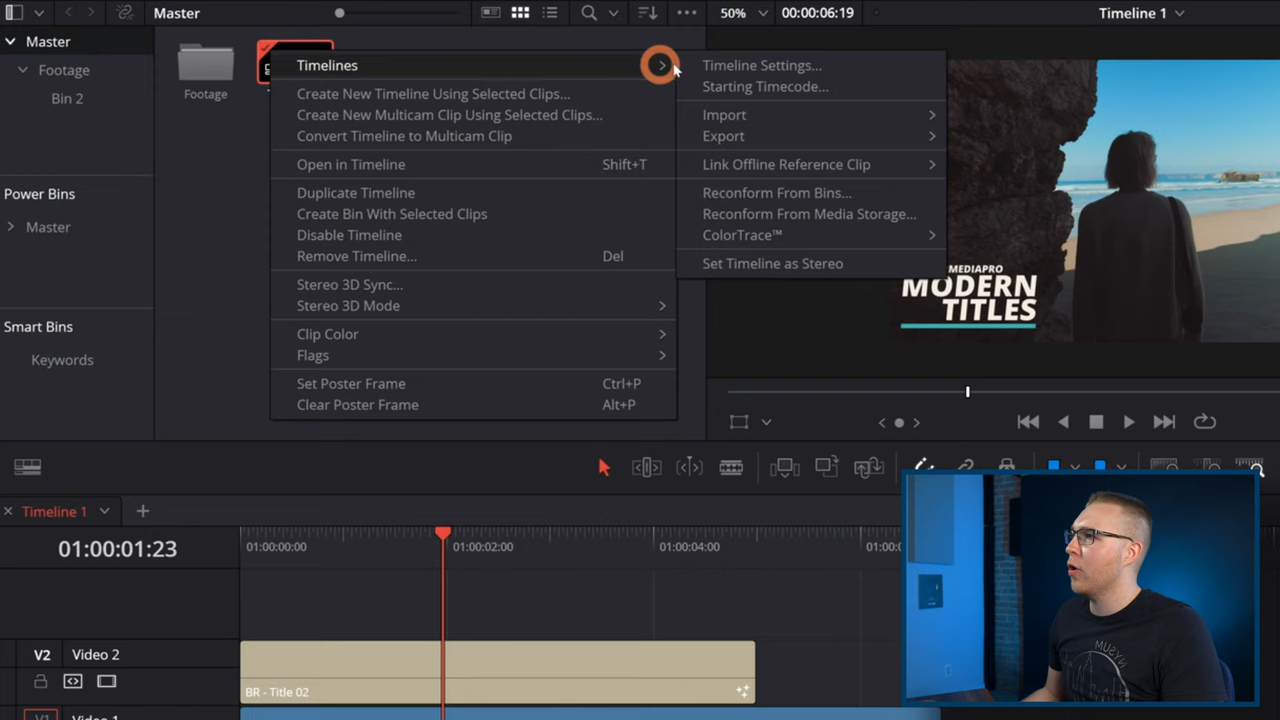 Master
50%
00:00:06:19
Timeline 1
Master
Footage
Bin 2
Power Bins
Master
Smart Bins
Keywords
Footage
Timelines
Create New Timeline Using Selected Clips...
Create New Multicam Clip Using Selected Clips...
Convert Timeline to Multicam Clip
Open in Timeline Shift+T
Duplicate Timeline
Create Bin With Selected Clips
Disable Timeline
Remove Timeline... Del
Stereo 3D Sync...
Stereo 3D Mode
Clip Color
Flags
Set Poster Frame Ctrl+P
Clear Poster Frame Alt+P
Timeline Settings...
Starting Timecode...
Import
Export
Link Offline Reference Clip
Reconform From Bins...
Reconform From Media Storage...
ColorTrace™
Set Timeline as Stereo
MEDIAPRO
MODERN
TITLES
Timeline 1
01:00:01:23
01:00:00:00
01:00:02:00
01:00:04:00
V2 Video 2
BR - Title 02
V1 Video 1